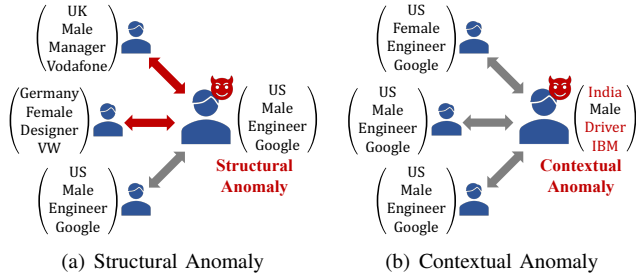 UK
Male
Manager
Vodafone
Germany
Female
Designer
VW
US
Male
Engineer
Google
US
Male
Engineer
Google
Structural
Anomaly
(a) Structural Anomaly
US
Female
Engineer
Google
US
Male
Engineer
Google
US
Male
Engineer
Google
India
Male
Driver
IBM
Contextual
Anomaly
(b) Contextual Anomaly